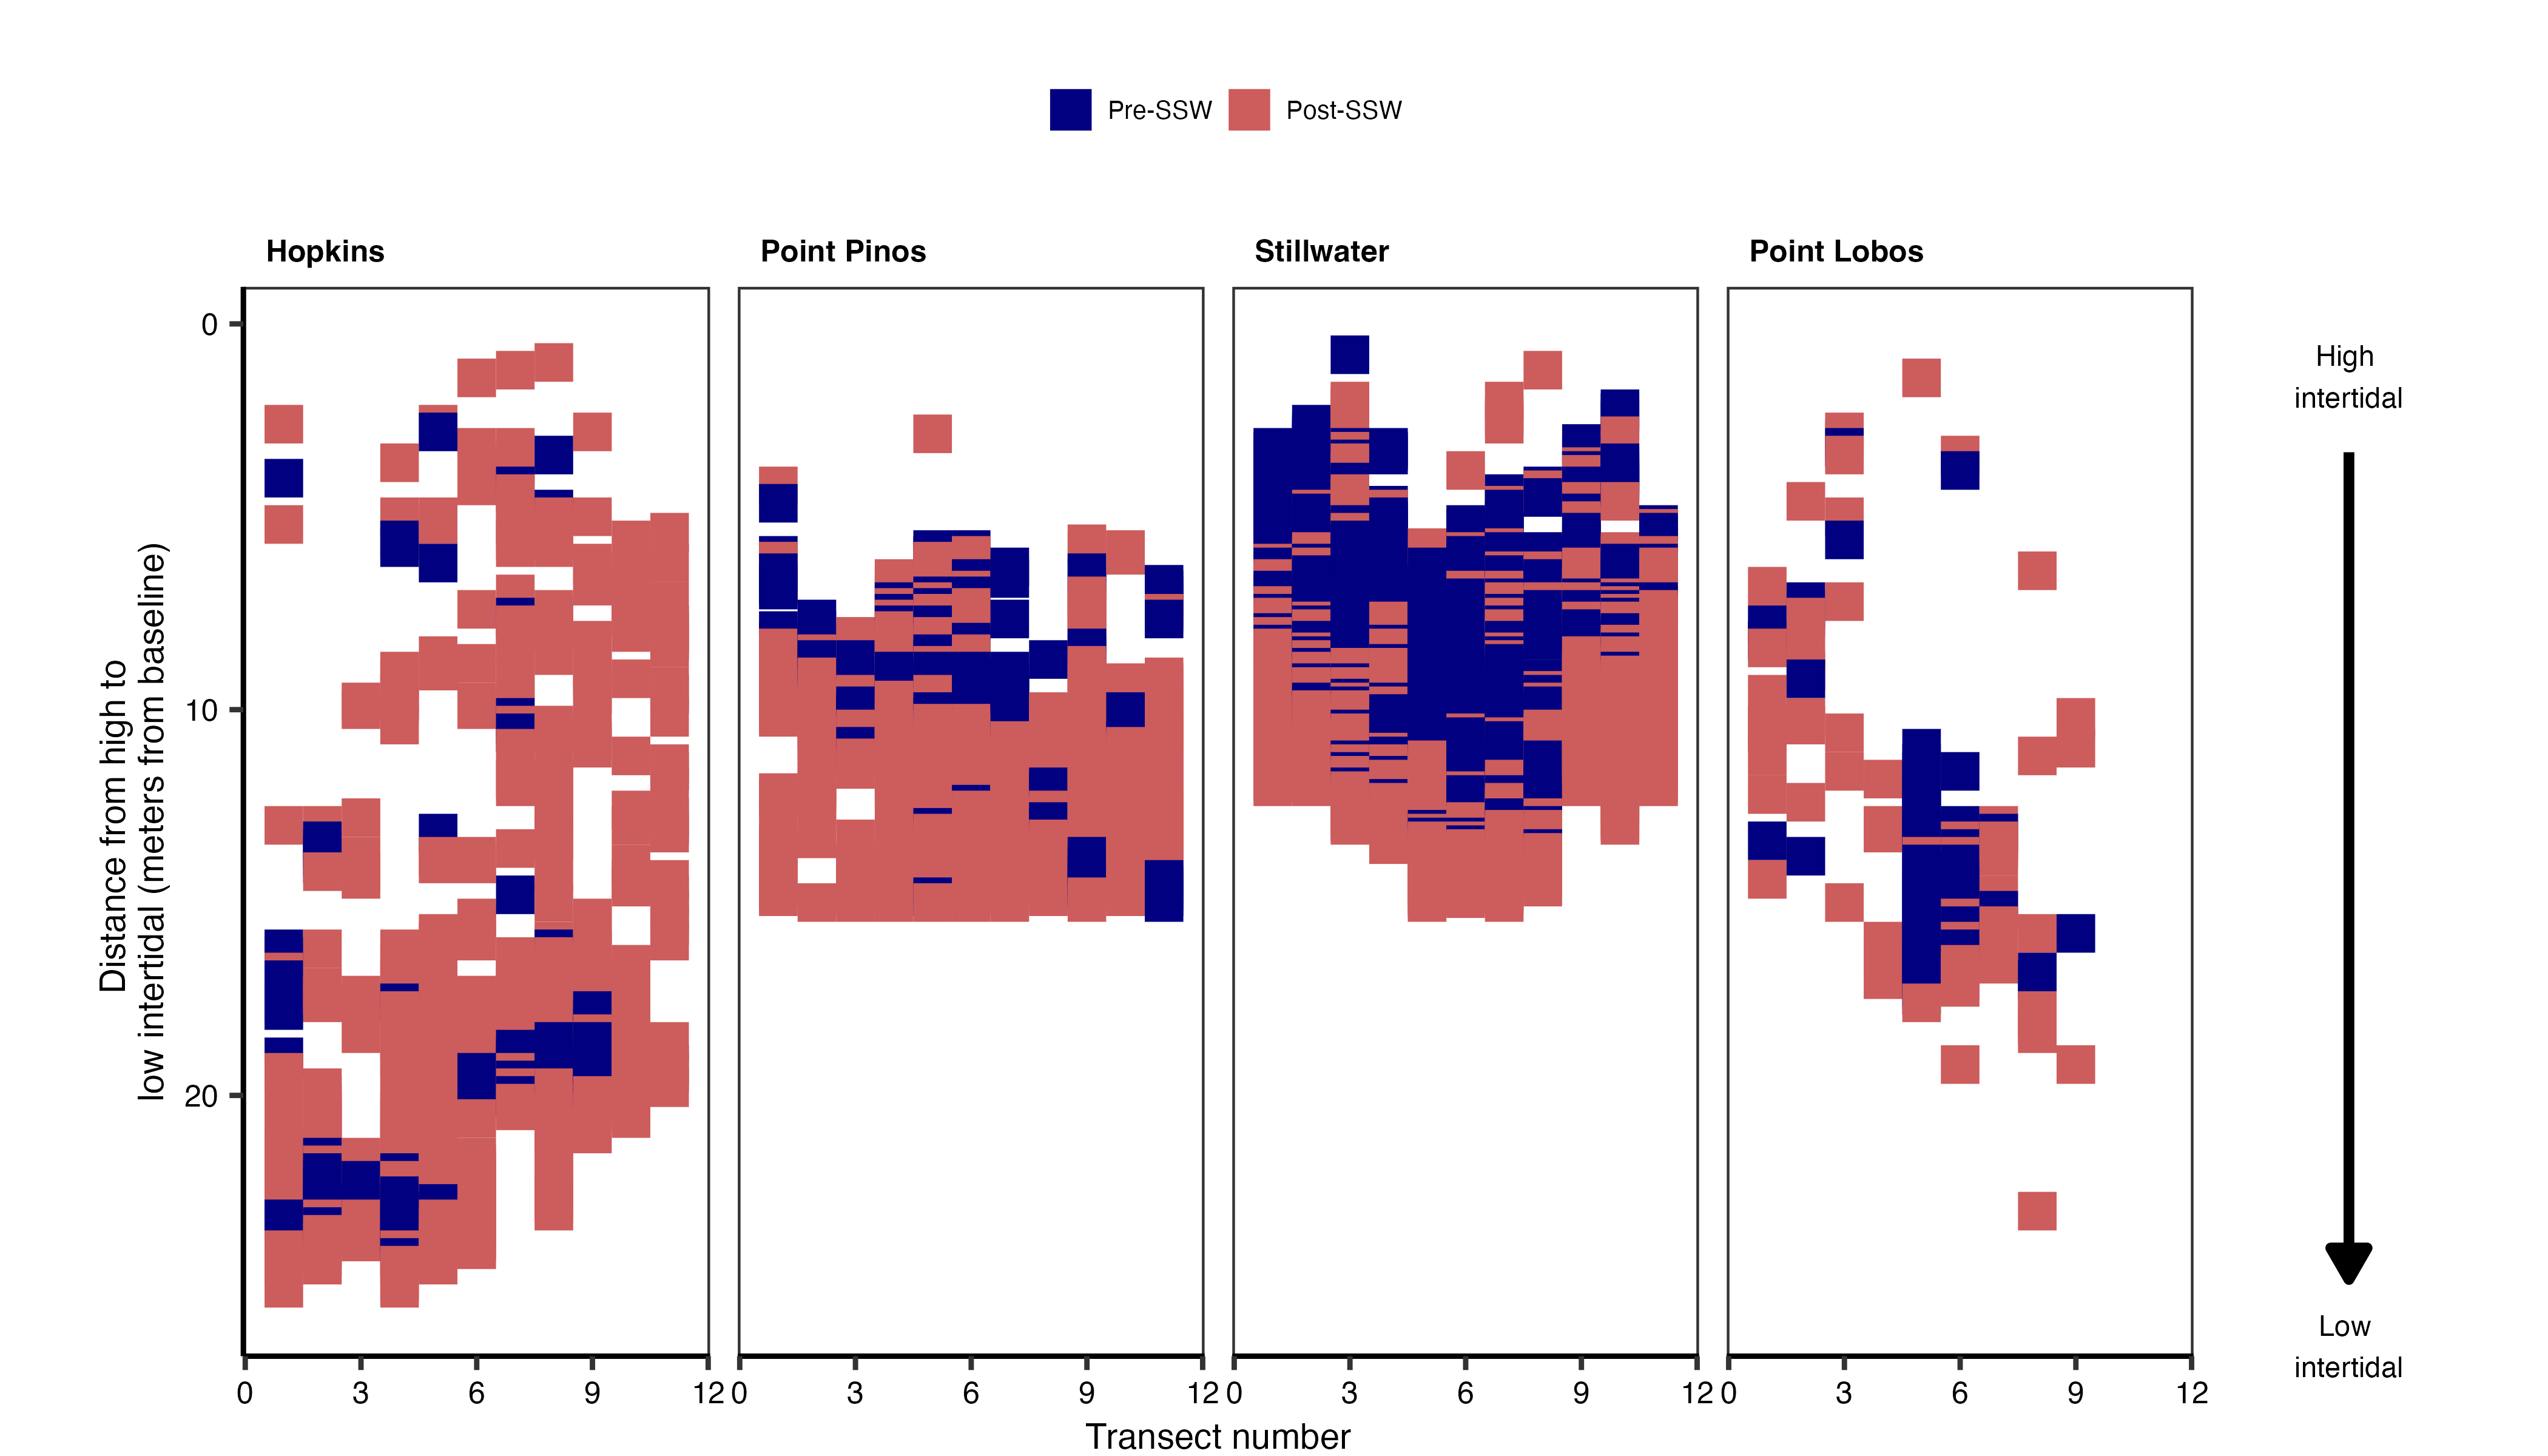 Pre-SSW Post-SSW
Hopkins Point Pinos Stillwater Point Lobos
High
intertidal
0
10
20
Distance from high to
low intertidal (meters from baseline)
Low
intertidal
0 3 6 9 12 0 3 6 9 12 0 3 6 9 12 0 3 6 9 12
Transect number